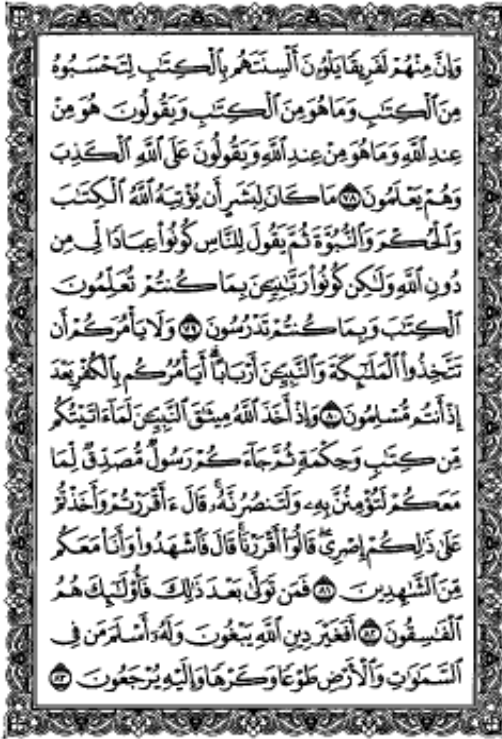 وَإِنَّ مِنْهُمْ لَفَرِيقًا يَلْوُۥنَ أَلْسِنَتَهُم بِٱلْكِتَٰبِ لِتَحْسَبُوهُ
مِنَ ٱلْكِتَٰبِ وَمَا هُوَ مِنَ ٱلْكِتَٰبِ وَيَقُولُونَ هُوَ مِنْ
عِندِ ٱللَّهِ وَمَا هُوَ مِنْ عِندِ ٱللَّهِ وَيَقُولُونَ عَلَى ٱللَّهِ ٱلْكَذِبَ
وَهُمْ يَعْلَمُونَ ٧٨ مَا كَانَ لِبَشَرٍ أَن يُؤْتِيَهُ ٱللَّهُ ٱلْكِتَٰبَ
وَٱلْحُكْمَ وَٱلنُّبُوَّةَ ثُمَّ يَقُولَ لِلنَّاسِ كُونُوا۟ عِبَادًا لِّى مِن
دُونِ ٱللَّهِ وَلَٰكِن كُونُوا۟ رَبَّٰنِيِّۦنَ بِمَا كُنتُمْ تُعَلِّمُونَ
ٱلْكِتَٰبَ وَبِمَا كُنتُمْ تَدْرُسُونَ ٧٩ وَلَا يَأْمُرَكُمْ أَن
تَتَّخِذُوا۟ ٱلْمَلَٰٓئِكَةَ وَٱلنَّبِيِّۦنَ أَرْبَابًا ۗ أَيَأْمُرُكُم بِٱلْكُفْرِ بَعْدَ
إِذْ أَنتُم مُّسْلِمُونَ ٨٠ وَإِذْ أَخَذَ ٱللَّهُ مِيثَٰقَ ٱلنَّبِيِّۦنَ لَمَآ ءَاتَيْتُكُم
مِّن كِتَٰبٍ وَحِكْمَةٍ ثُمَّ جَآءَكُمْ رَسُولٌ مُّصَدِّقٌ لِّمَا
مَعَكُمْ لَتُؤْمِنُنَّ بِهِۦ وَلَتَنصُرُنَّهُۥ ۚ قَالَ ءَأَقْرَرْتُمْ وَأَخَذْتُمْ
عَلَىٰ ذَٰلِكُمْ إِصْرِى ۖ قَالُوٓا۟ أَقْرَرْنَا ۚ قَالَ فَٱشْهَدُوا۟ وَأَنَا۠ مَعَكُم
مِّنَ ٱلشَّٰهِدِينَ ٨١ فَمَن تَوَلَّىٰ بَعْدَ ذَٰلِكَ فَأُو۟لَٰٓئِكَ هُمُ
ٱلْفَٰسِقُونَ ٨٢ أَفَغَيْرَ دِينِ ٱللَّهِ يَبْغُونَ وَلَهُۥٓ أَسْلَمَ مَن فِى
ٱلسَّمَٰوَٰتِ وَٱلْأَرْضِ طَوْعًا وَكَرْهًا وَإِلَيْهِ يُرْجَعُونَ ٨٣